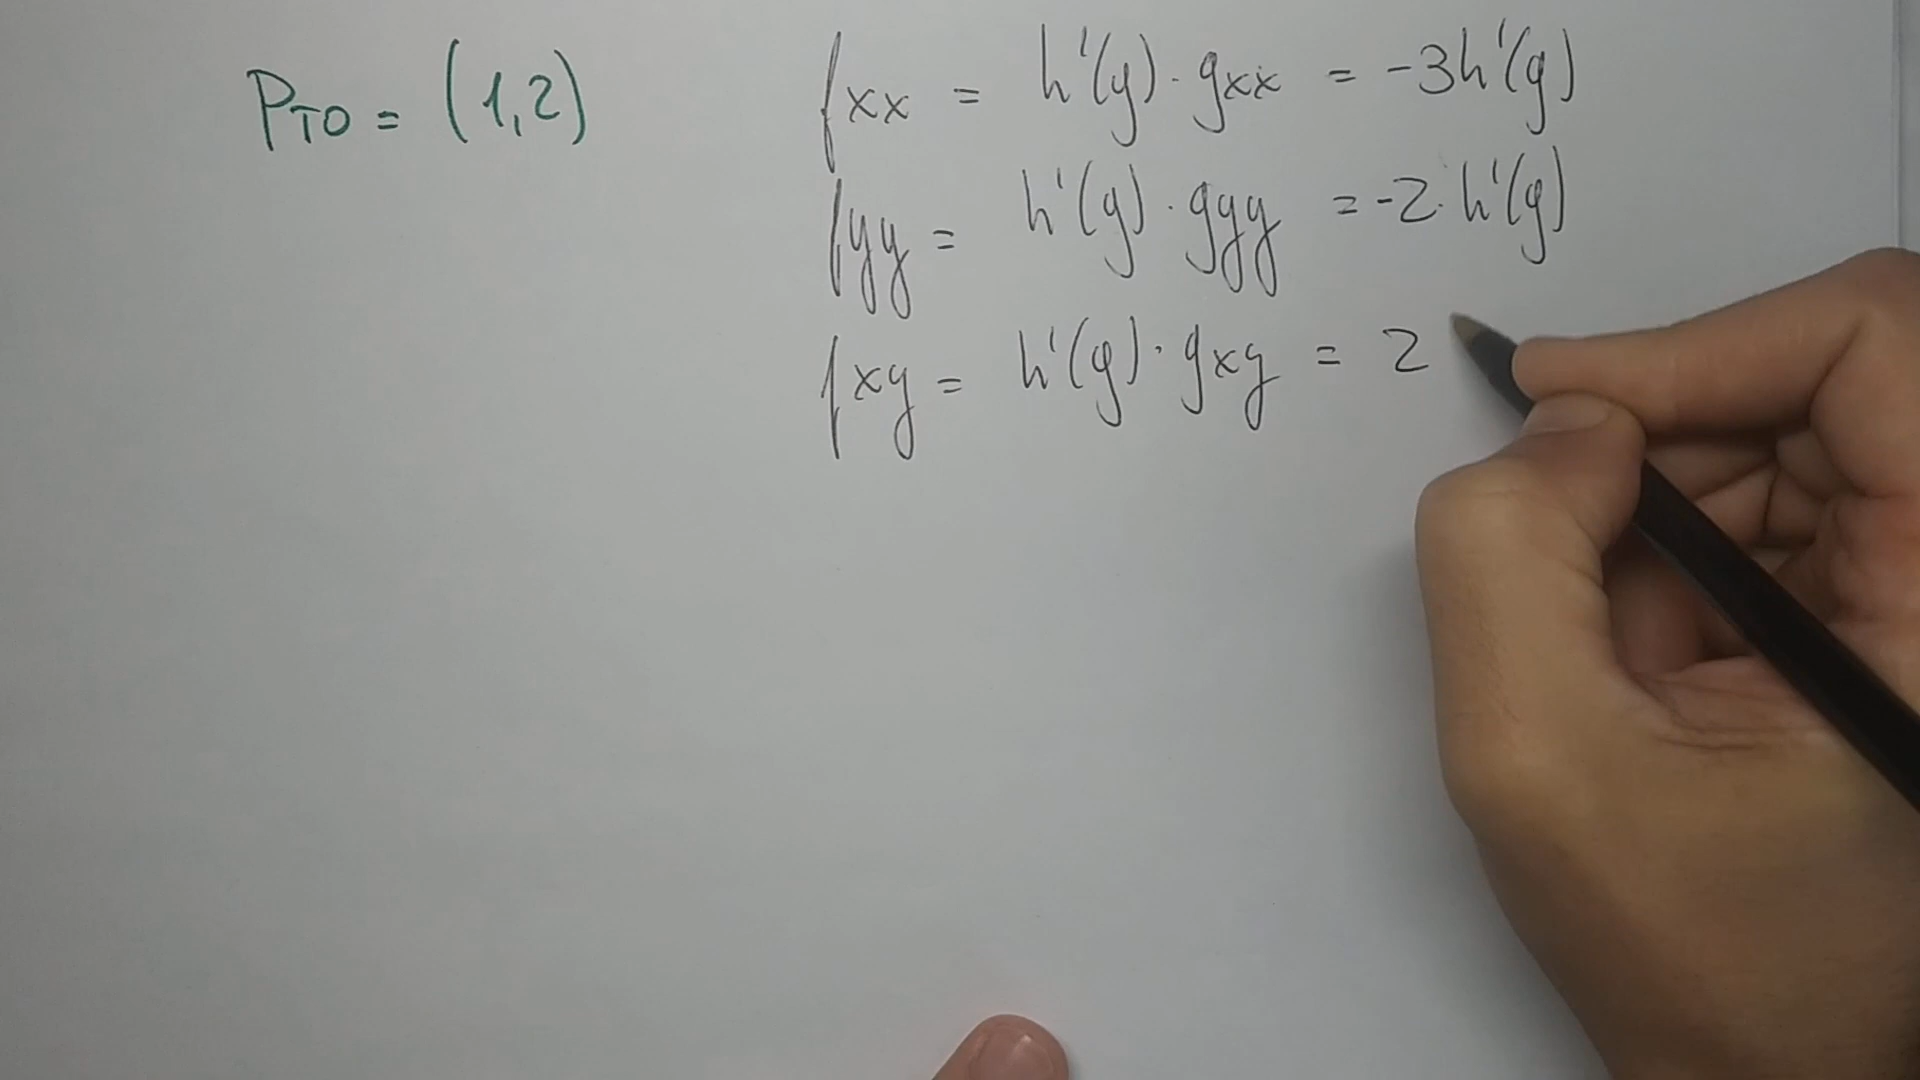 PTO = (1,2)
fxx = h'(g) · gxx = -3h'(g)
fyy = h'(g) · gyy = -2·h'(g)
fxy = h'(g) · gxy = 2